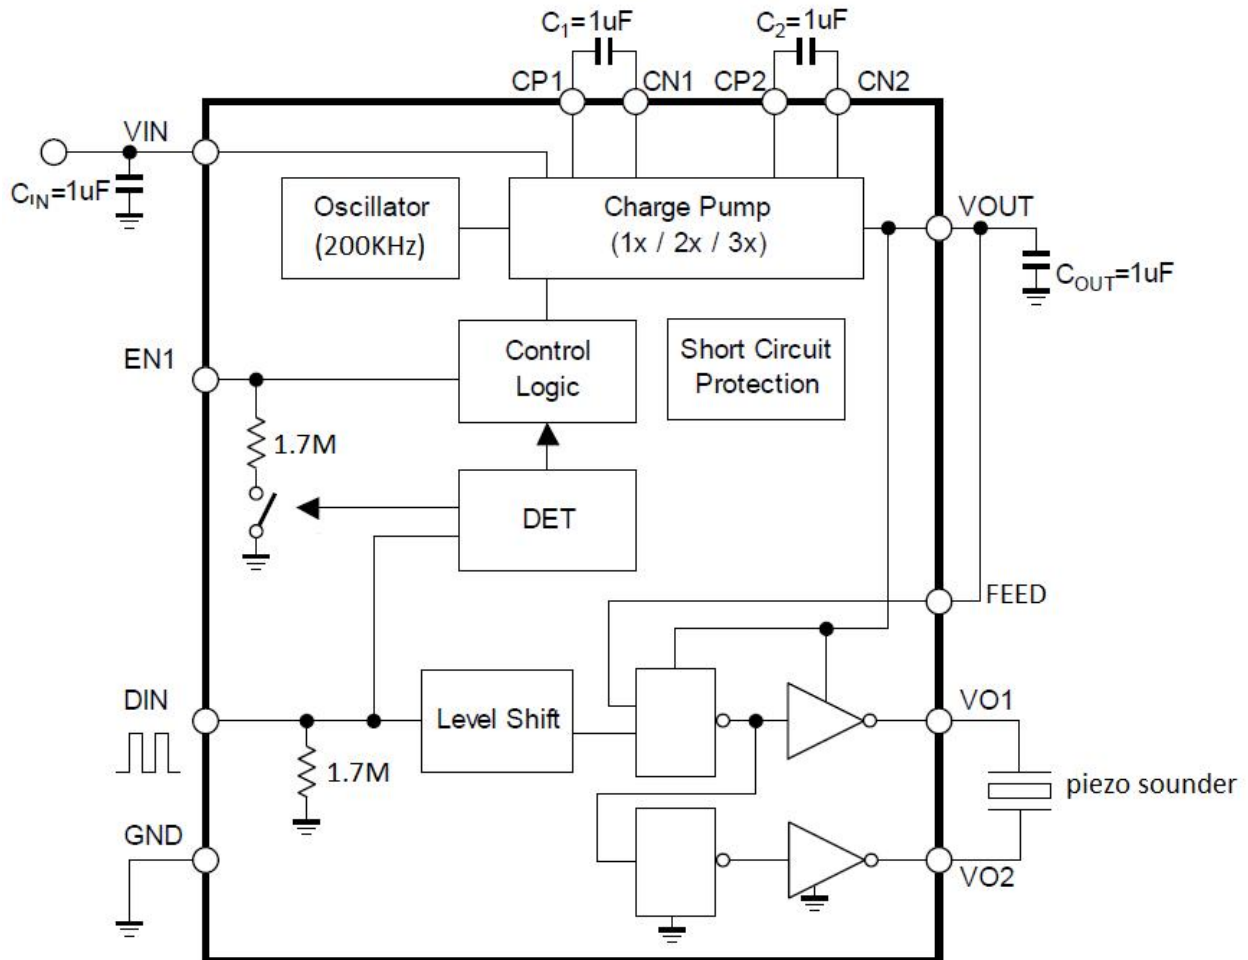 C1=1uF
C2=1uF
CP1
CN1
CP2
CN2
VIN
CIN=1uF
Oscillator
(200KHz)
Charge Pump
(1x / 2x / 3x)
VOUT
COUT=1uF
EN1
Control
Logic
Short Circuit
Protection
1.7M
DET
FEED
DIN
Level Shift
VO1
1.7M
piezo sounder
GND
VO2